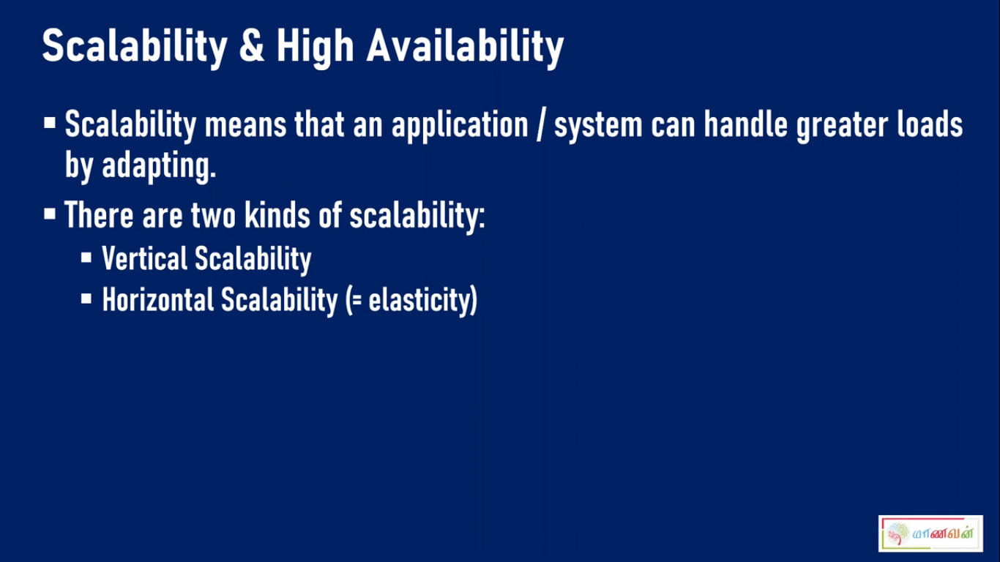 Scalability & High Availability
▪ Scalability means that an application / system can handle greater loads
by adapting.
▪ There are two kinds of scalability:
▪ Vertical Scalability
▪ Horizontal Scalability (= elasticity)
மாணவன்